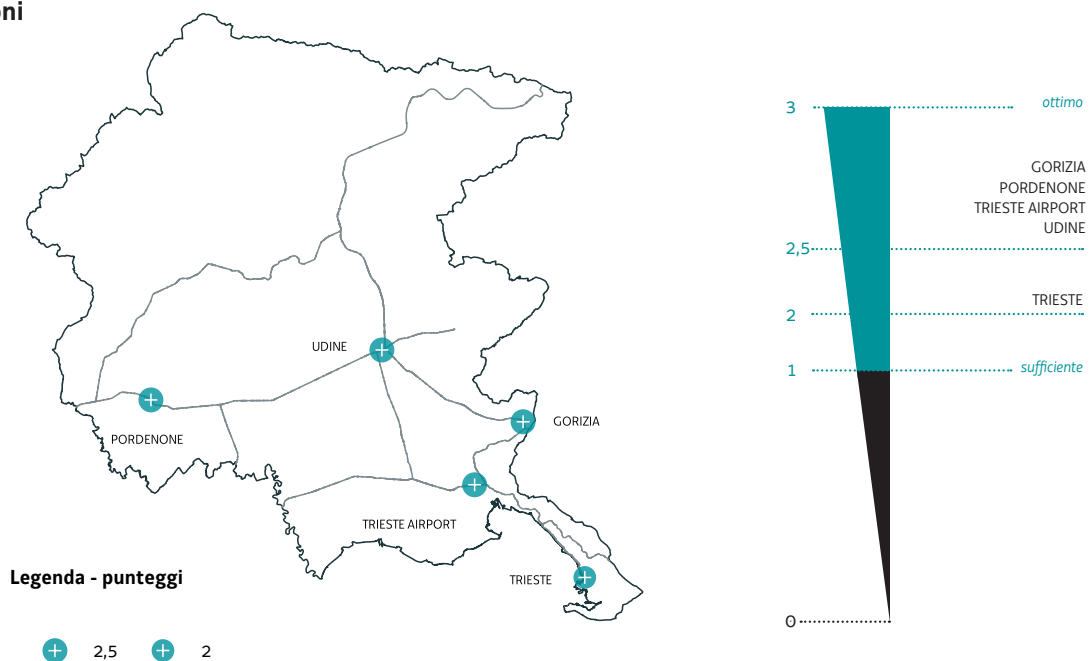 ni
UDINE
GORIZIA
PORDENONE
TRIESTE AIRPORT
TRIESTE
Legenda - punteggi
2,5 2
3 ottimo
GORIZIA
PORDENONE
TRIESTE AIRPORT
UDINE
2,5
TRIESTE
2
1 sufficiente
0